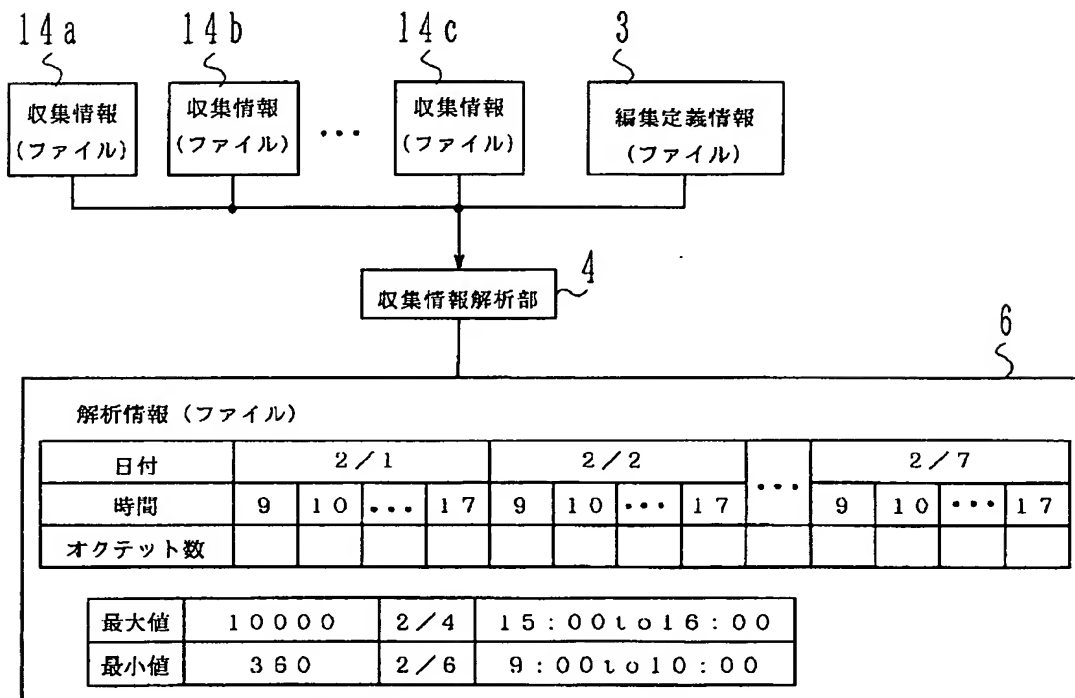 14a 14b 14c 3
収集情報 収集情報 収集情報 編集定義情報
(ファイル) (ファイル) ••• (ファイル) (ファイル)
4
収集情報解析部
6
解析情報(ファイル)
日付 2/1 2/2 ••• 2/7
時間 9 10 ••• 17 9 10 ••• 17 9 10 ••• 17
オクテット数
最大値 10000 2/4 15:00to16:00
最小値 360 2/6 9:00to10:00